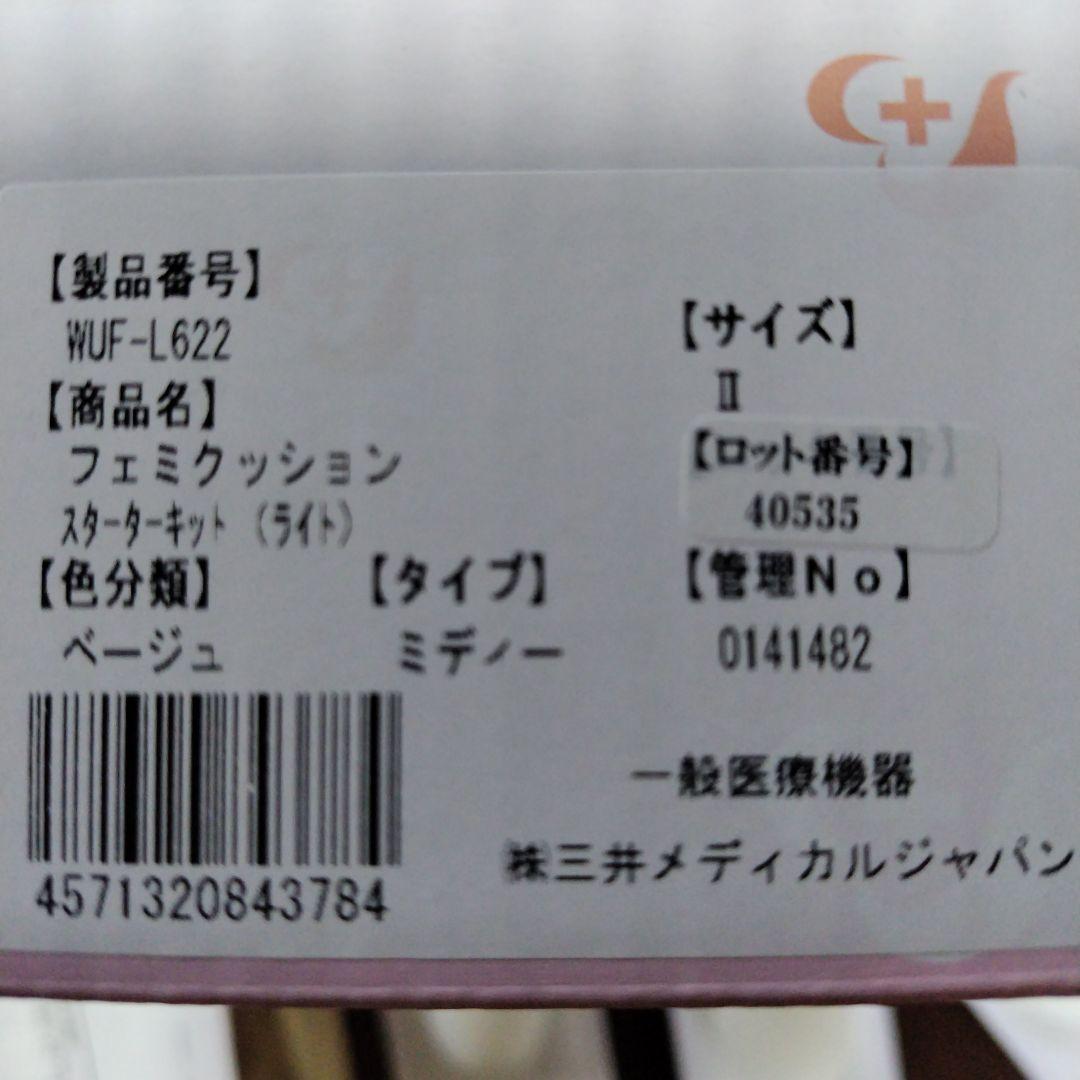 【製品番号】
WUF-L622
【サイズ】
Ⅱ
【商品名】
フェミクッション
スターターキット（ライト）
【ロット番号】
40535
【色分類】
ベージュ
【タイプ】
ミディー
【管理No】
0141482
4571320843784
一般医療機器
㈱三井メディカルジャパン